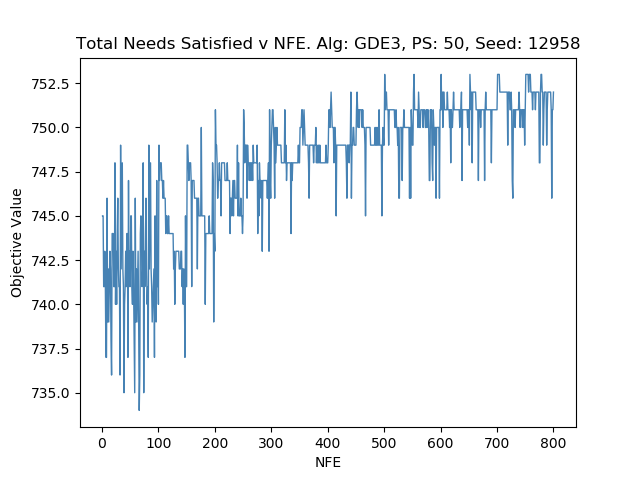 Total Needs Satisfied v NFE. Alg: GDE3, PS: 50, Seed: 12958
752.5
750.0
747.5
745.0
742.5
740.0
737.5
735.0
Objective Value
0 100 200 300 400 500 600 700 800
NFE